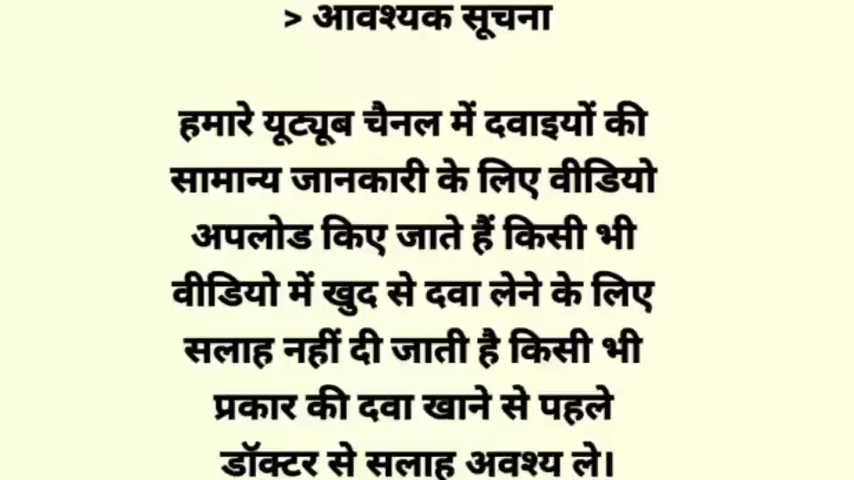 > आवश्यक सूचना
हमारे यूट्यूब चैनल में दवाइयों की
सामान्य जानकारी के लिए वीडियो
अपलोड किए जाते हैं किसी भी
वीडियो में खुद से दवा लेने के लिए
सलाह नहीं दी जाती है किसी भी
प्रकार की दवा खाने से पहले
डॉक्टर से सलाह अवश्य ले।